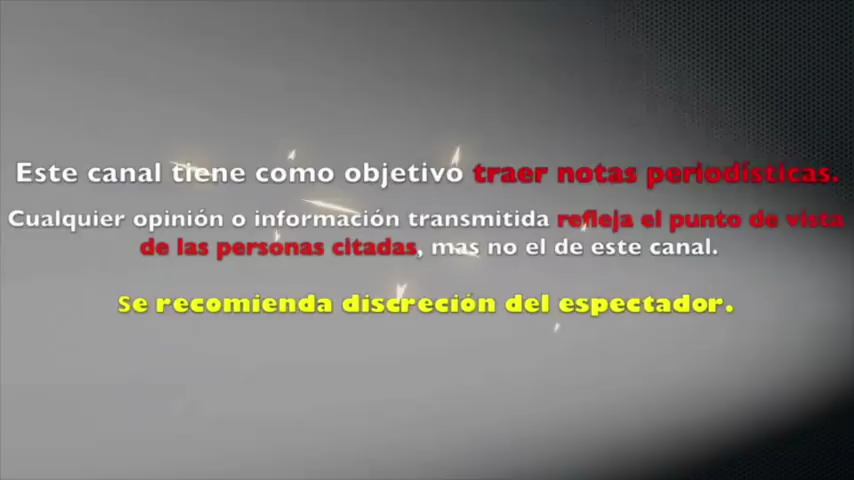 Este canal tiene como objetivo traer notas periodísticas.
Cualquier opinión o información transmitida refleja el punto de vista
de las personas citadas, mas no el de este canal.
Se recomienda discreción del espectador.